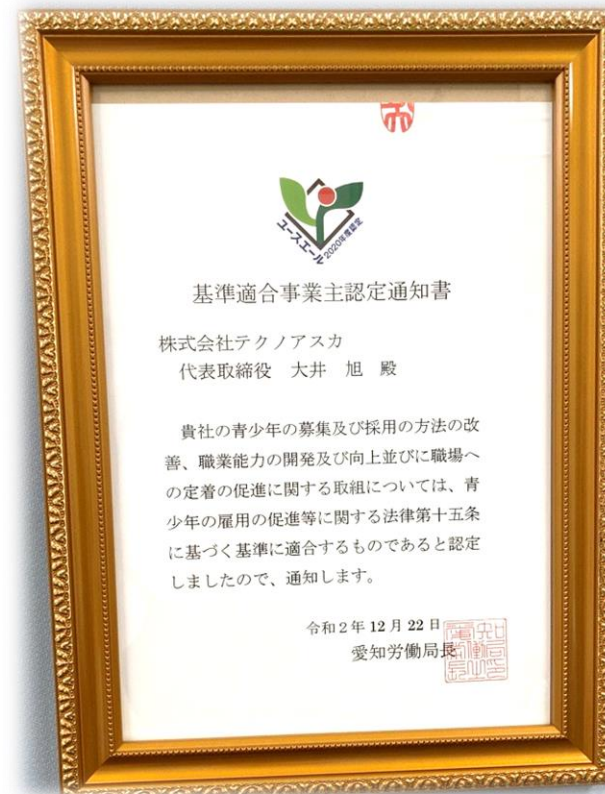 ユースエール 2020年度認定
基準適合事業主認定通知書
株式会社テクノアスカ
代表取締役 大井 旭 殿
貴社の青少年の募集及び採用の方法の改
善、職業能力の開発及び向上並びに職場へ
の定着の促進に関する取組については、青
少年の雇用の促進等に関する法律第十五条
に基づく基準に適合するものであると認定
しましたので、通知します。
令和2年12月22日
愛知労働局長